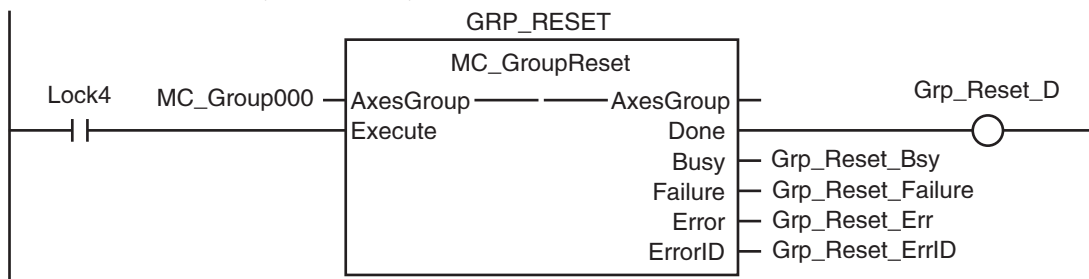 GRP_RESET
MC_GroupReset
Lock4 MC_Group000 AxesGroup AxesGroup Grp_Reset_D
Execute Done
Busy Grp_Reset_Bsy
Failure Grp_Reset_Failure
Error Grp_Reset_Err
ErrorID Grp_Reset_ErrID